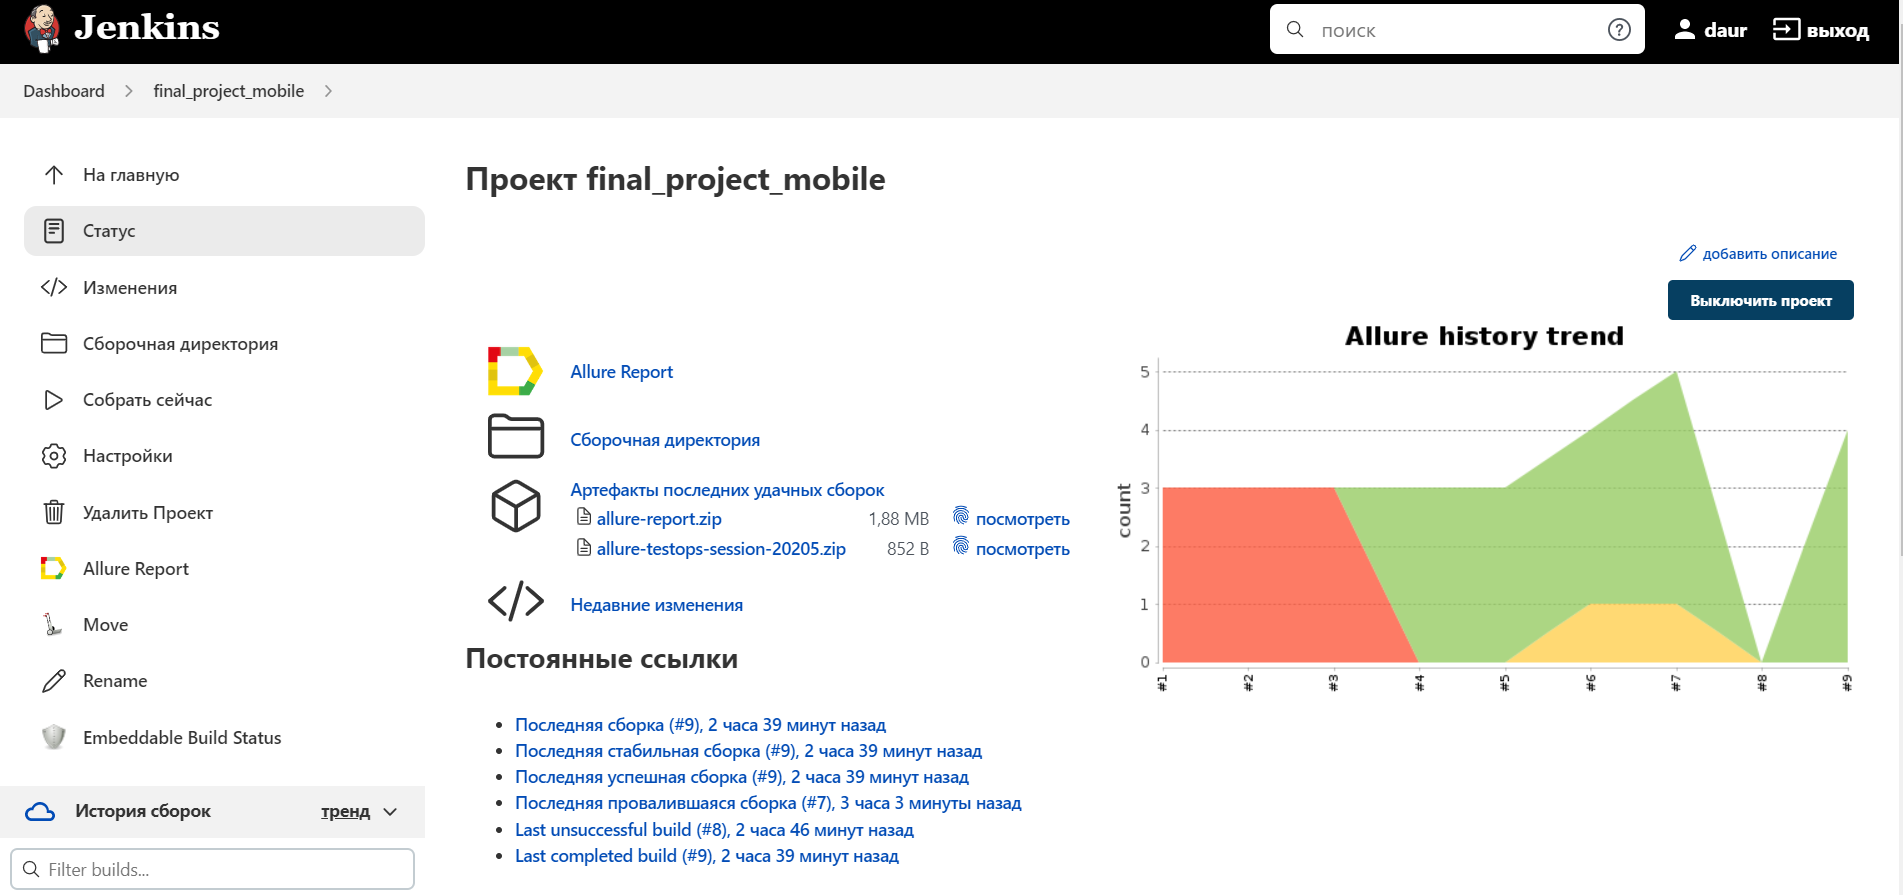 Jenkins
поиск
daur
выход
Dashboard
final_project_mobile
На главную
Статус
Изменения
Сборочная директория
Собрать сейчас
Настройки
Удалить Проект
Allure Report
Move
Rename
Embeddable Build Status
История сборок тренд
Filter builds...
Проект final_project_mobile
добавить описание
Выключить проект
Allure Report
Сборочная директория
Артефакты последних удачных сборок
allure-report.zip 1,88 MB посмотреть
allure-testops-session-20205.zip 852 B посмотреть
Недавние изменения
Постоянные ссылки
Последняя сборка (#9), 2 часа 39 минут назад
Последняя стабильная сборка (#9), 2 часа 39 минут назад
Последняя успешная сборка (#9), 2 часа 39 минут назад
Последняя провалившаяся сборка (#7), 3 часа 3 минуты назад
Last unsuccessful build (#8), 2 часа 46 минут назад
Last completed build (#9), 2 часа 39 минут назад
Allure history trend
count
5
4
3
2
1
0
#1 #2 #3 #4 #5 #6 #7 #8 #9